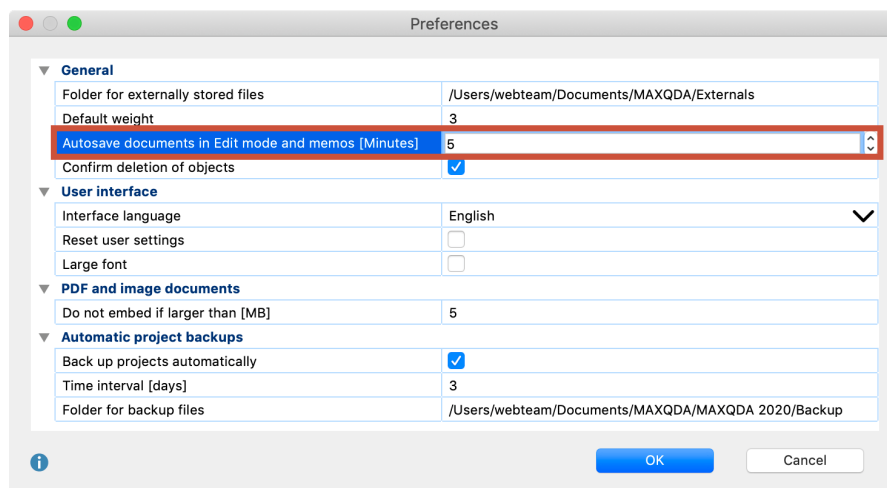 Preferences
General
Folder for externally stored files /Users/webteam/Documents/MAXQDA/Externals
Default weight 3
Autosave documents in Edit mode and memos [Minutes] 5
Confirm deletion of objects
User interface
Interface language English
Reset user settings
Large font
PDF and image documents
Do not embed if larger than [MB] 5
Automatic project backups
Back up projects automatically
Time interval [days] 3
Folder for backup files /Users/webteam/Documents/MAXQDA/MAXQDA 2020/Backup
OK Cancel